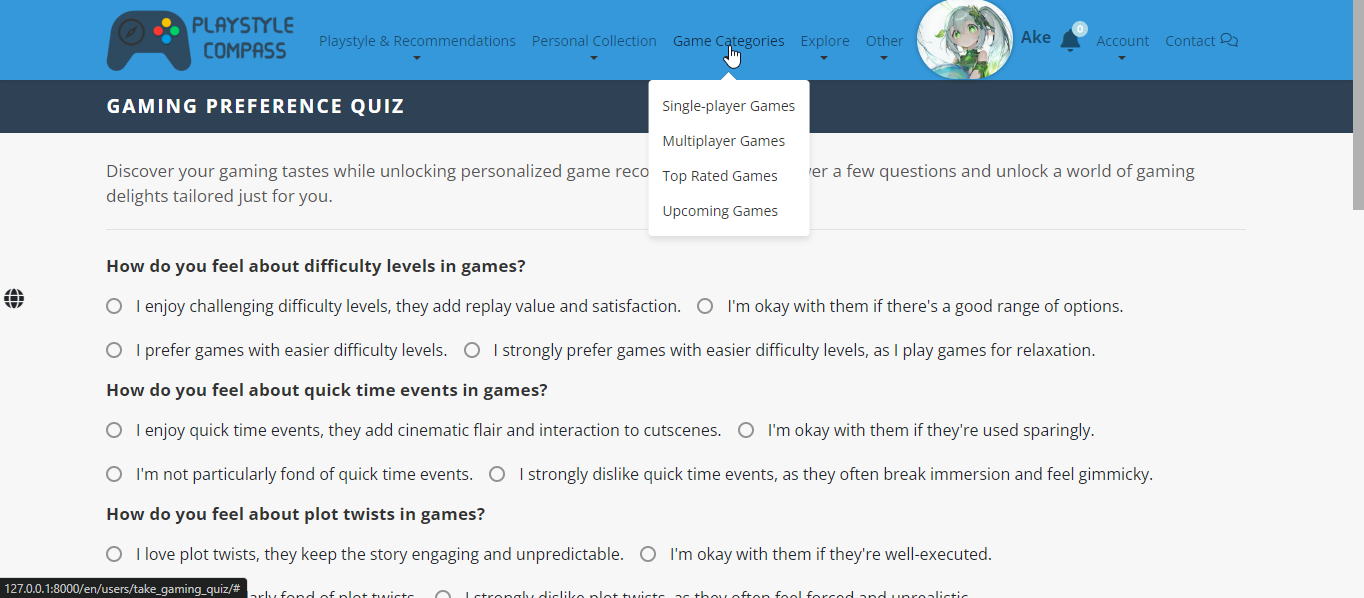 PLAYSTYLE
COMPASS
Playstyle & Recommendations Personal Collection Game Categories Explore Other Ake 0 Account Contact
GAMING PREFERENCE QUIZ
Single-player Games
Multiplayer Games
Top Rated Games
Upcoming Games
Discover your gaming tastes while unlocking personalized game a few questions and unlock a world of gaming
delights tailored just for you.
How do you feel about difficulty levels in games?
I enjoy challenging difficulty levels, they add replay value and satisfaction. I'm okay with them if there's a good range of options.
I prefer games with easier difficulty levels. I strongly prefer games with easier difficulty levels, as I play games for relaxation.
How do you feel about quick time events in games?
I enjoy quick time events, they add cinematic flair and interaction to cutscenes. I'm okay with them if they're used sparingly.
I'm not particularly fond of quick time events. I strongly dislike quick time events, as they often break immersion and feel gimmicky.
How do you feel about plot twists in games?
I love plot twists, they keep the story engaging and unpredictable. I'm okay with them if they're well-executed.
fond of plot twists. I strongly dislike plot twists, as they often feel forced and unrealistic.
127.0.0.1:8000/en/users/take_gaming_quiz/#